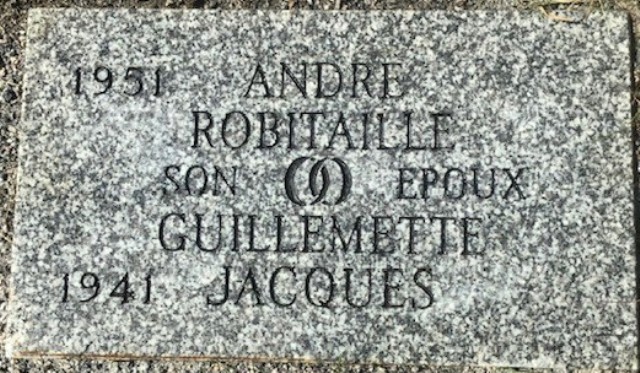 1951 ANDRE
ROBITAILLE
SON EPOUX
GUILLEMETTE
1941 JACQUES